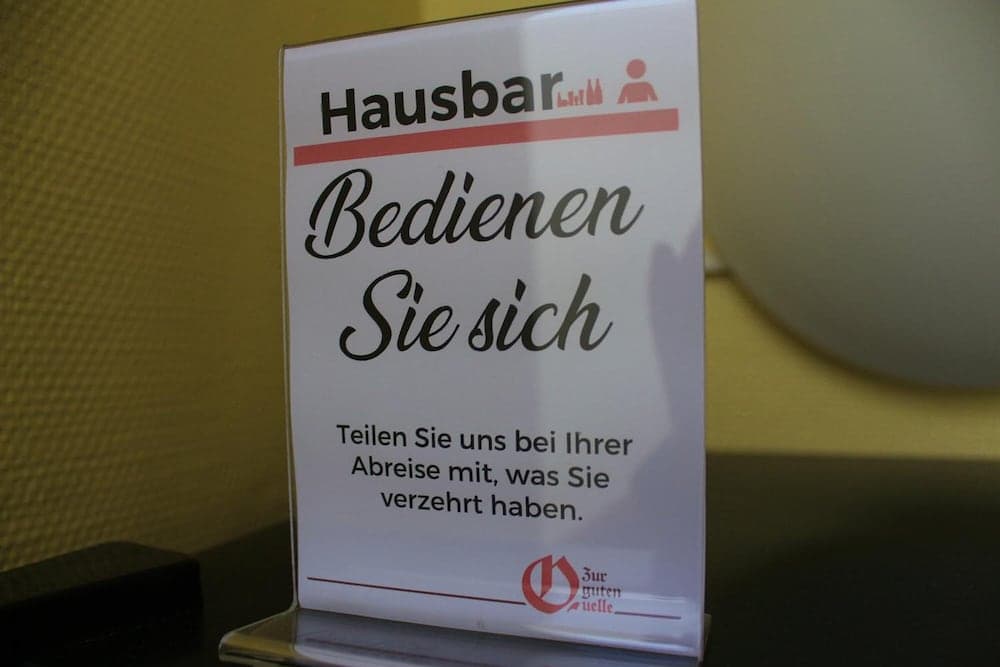 Hausbar
Bedienen
Sie sich
Teilen Sie uns bei Ihrer
Abreise mit, was Sie
verzehrt haben.
Zur
guten
Quelle